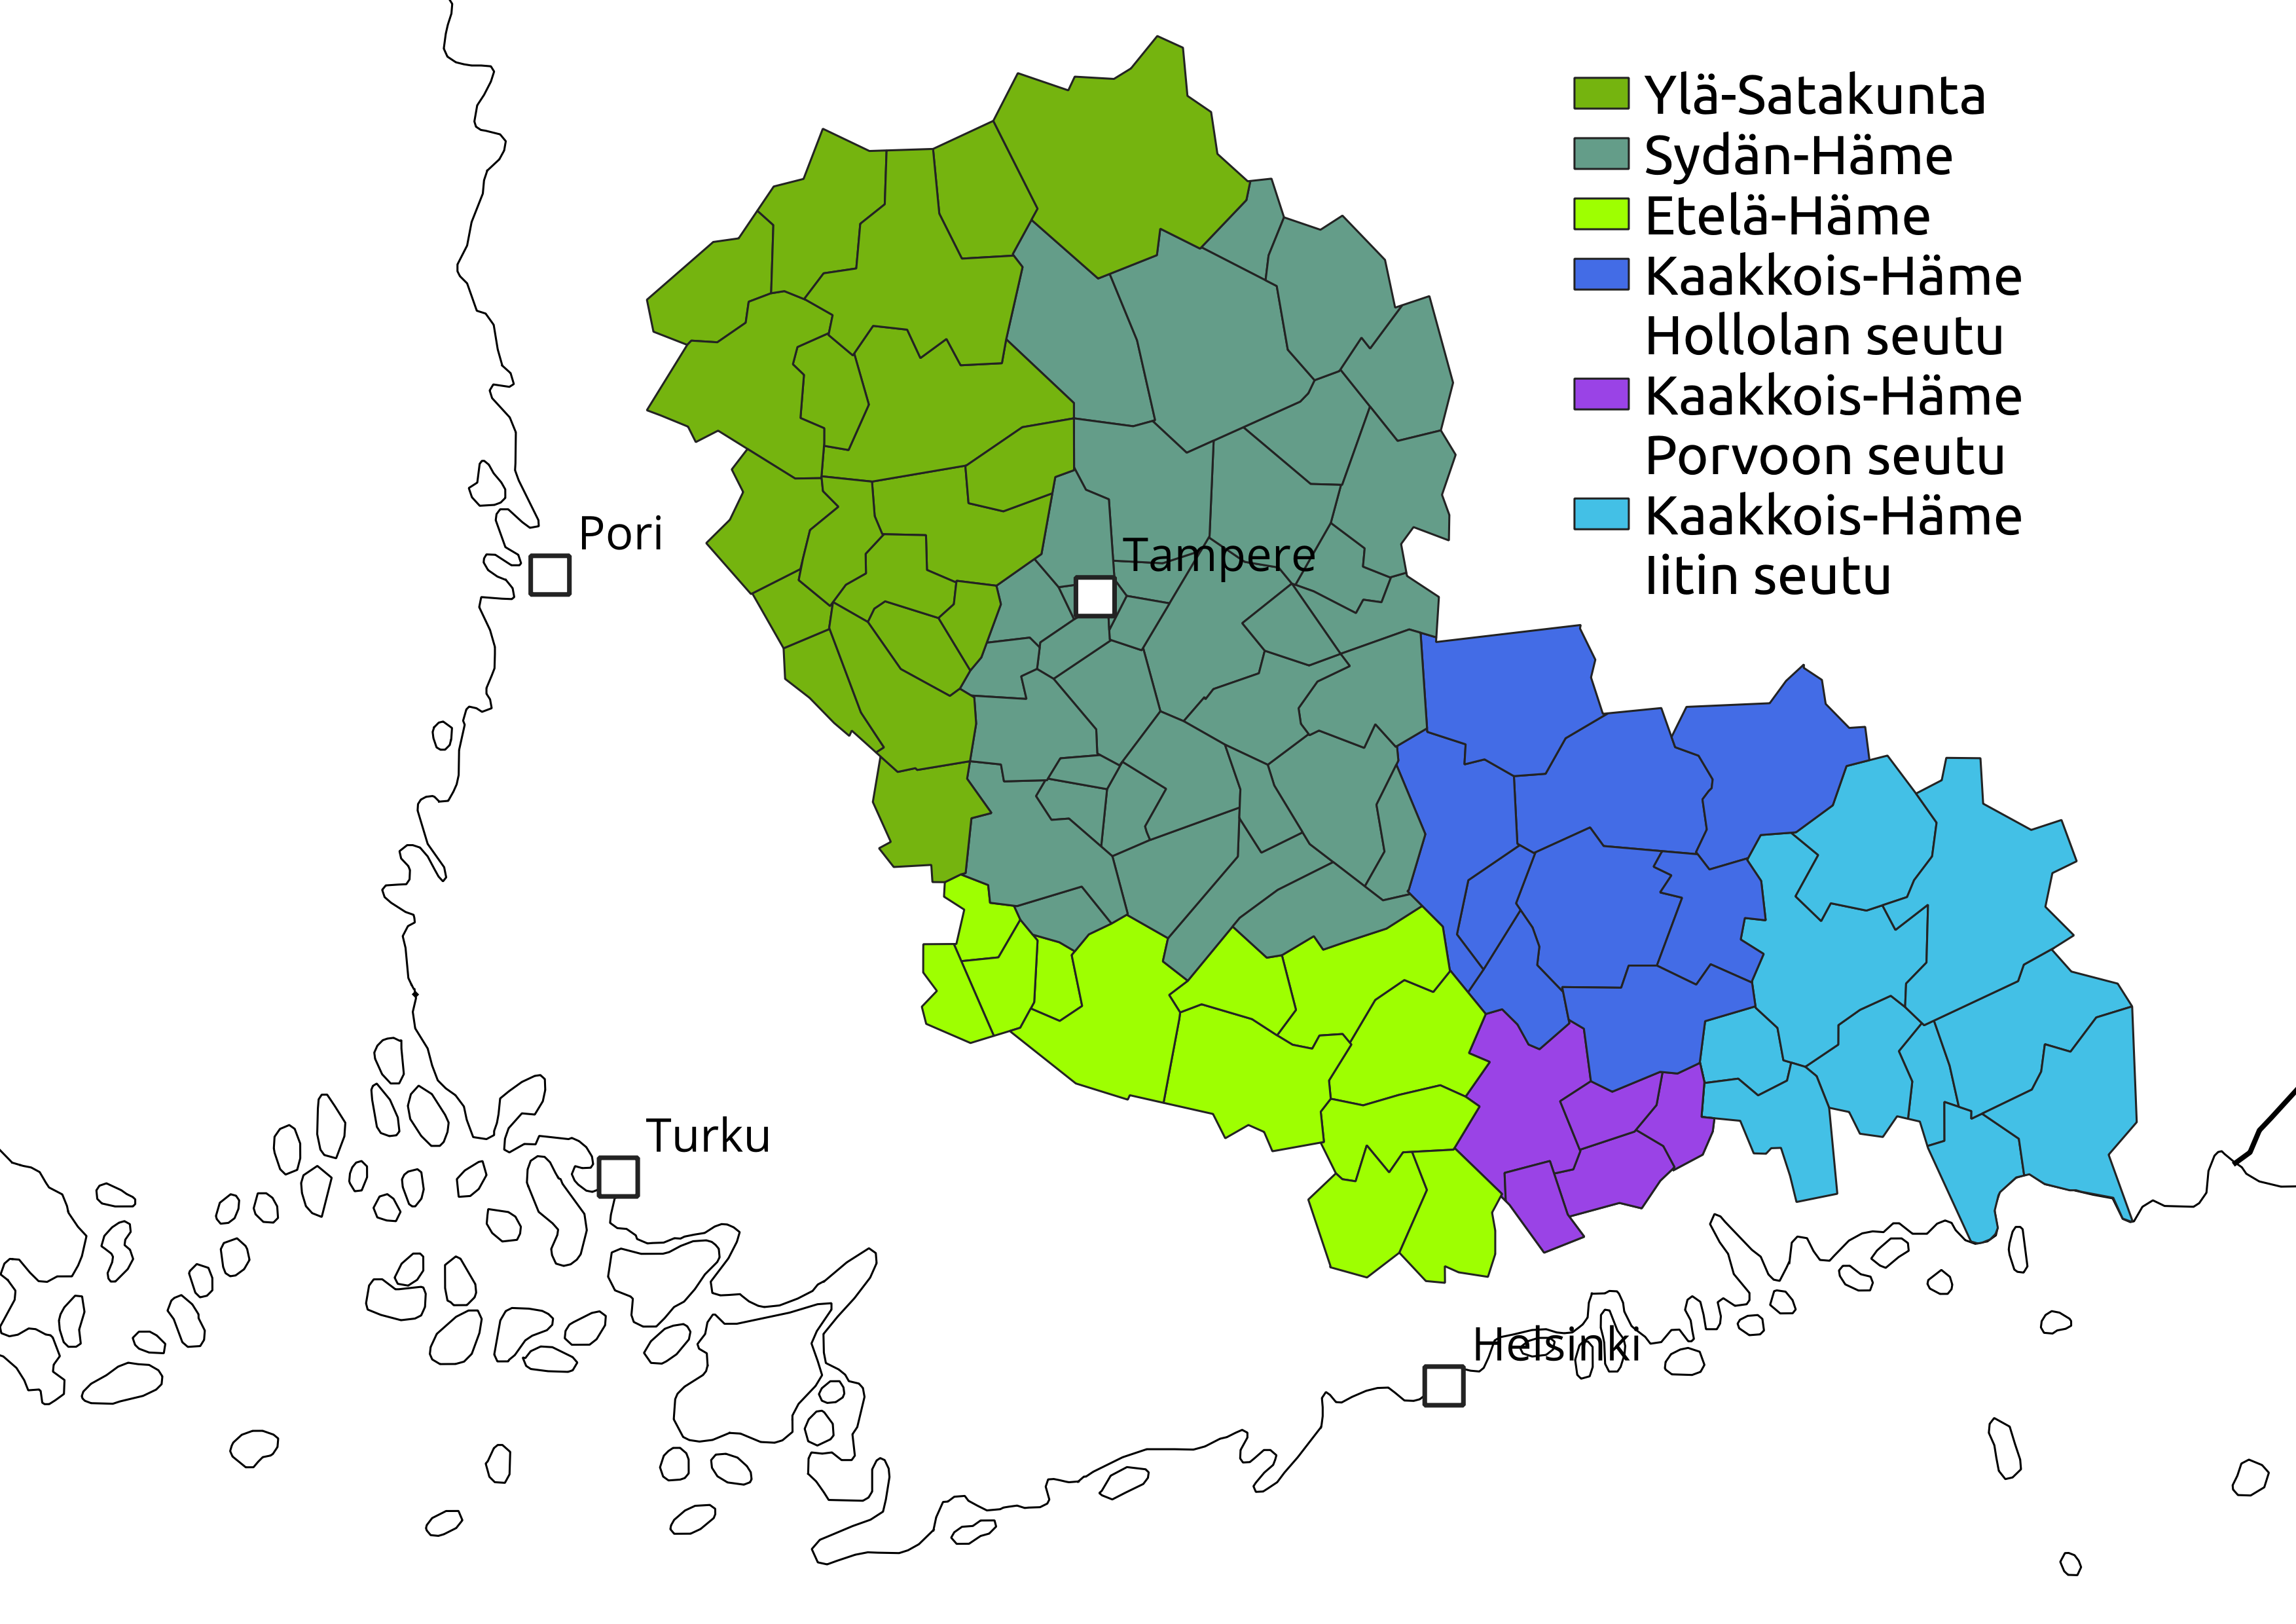 Ylä-Satakunta
Sydän-Häme
Etelä-Häme
Kaakkois-Häme
Hollolan seutu
Kaakkois-Häme
Porvoon seutu
Kaakkois-Häme
Iitin seutu
Pori
Tampere
Turku
Helsinki